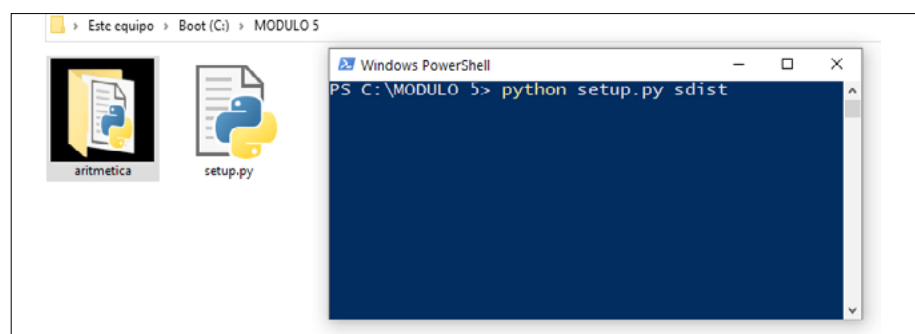 Este equipo > Boot (C:) > MODULO 5
Windows PowerShell
PS C:\MODULO 5> python setup.py sdist
aritmetica
setup.py